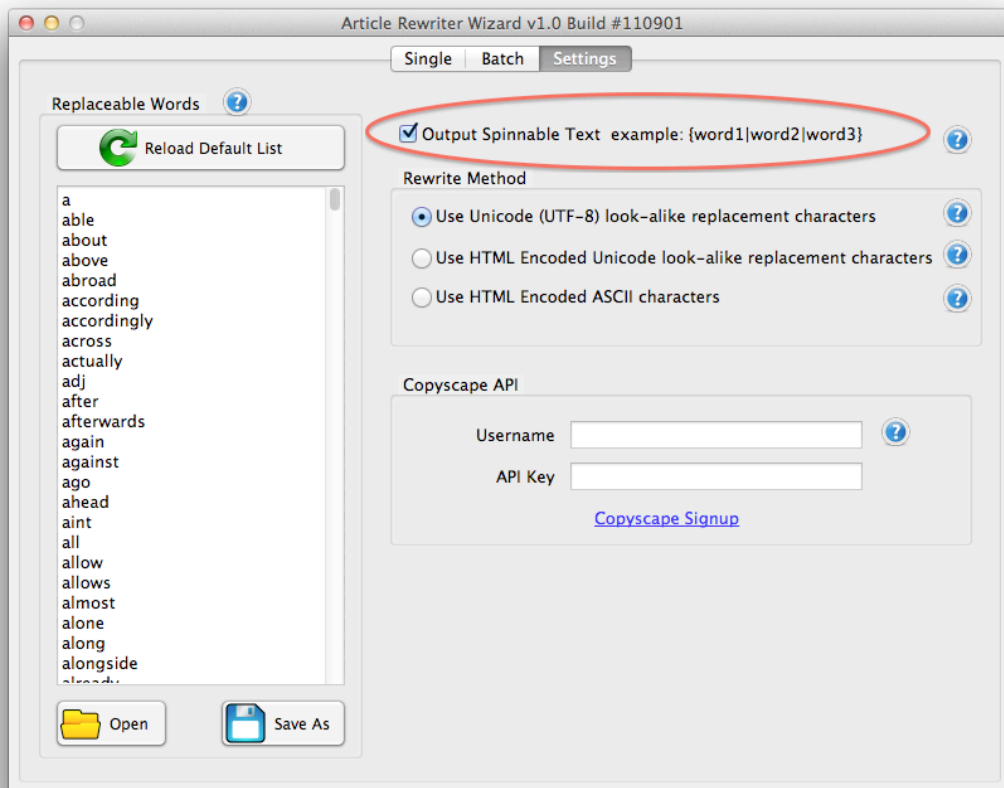 Article Rewriter Wizard v1.0 Build #110901
Single Batch Settings
Replaceable Words
Reload Default List
a
able
about
above
abroad
according
accordingly
across
actually
adj
after
afterwards
again
against
ago
ahead
aint
all
allow
allows
almost
alone
along
alongside
already
Open
Save As
Output Spinnable Text example: {word1|word2|word3}
Rewrite Method
Use Unicode (UTF-8) look-alike replacement characters
Use HTML Encoded Unicode look-alike replacement characters
Use HTML Encoded ASCII characters
Copyscape API
Username
API Key
Copyscape Signup